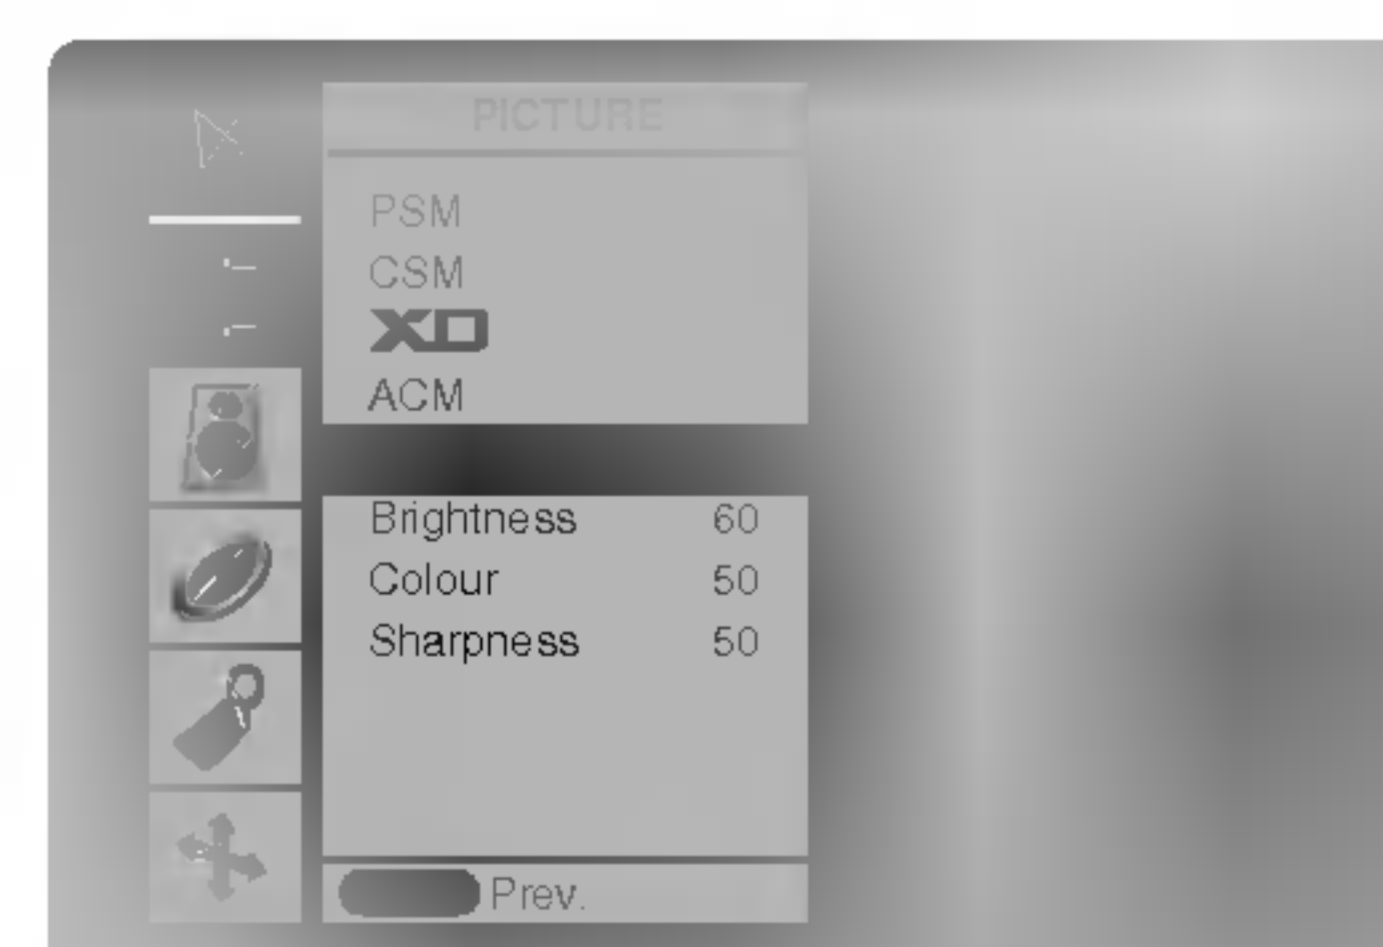 PICTURE
PSM
CSM
XD
ACM
Brightness 60
Colour 50
Sharpness 50
Prev.